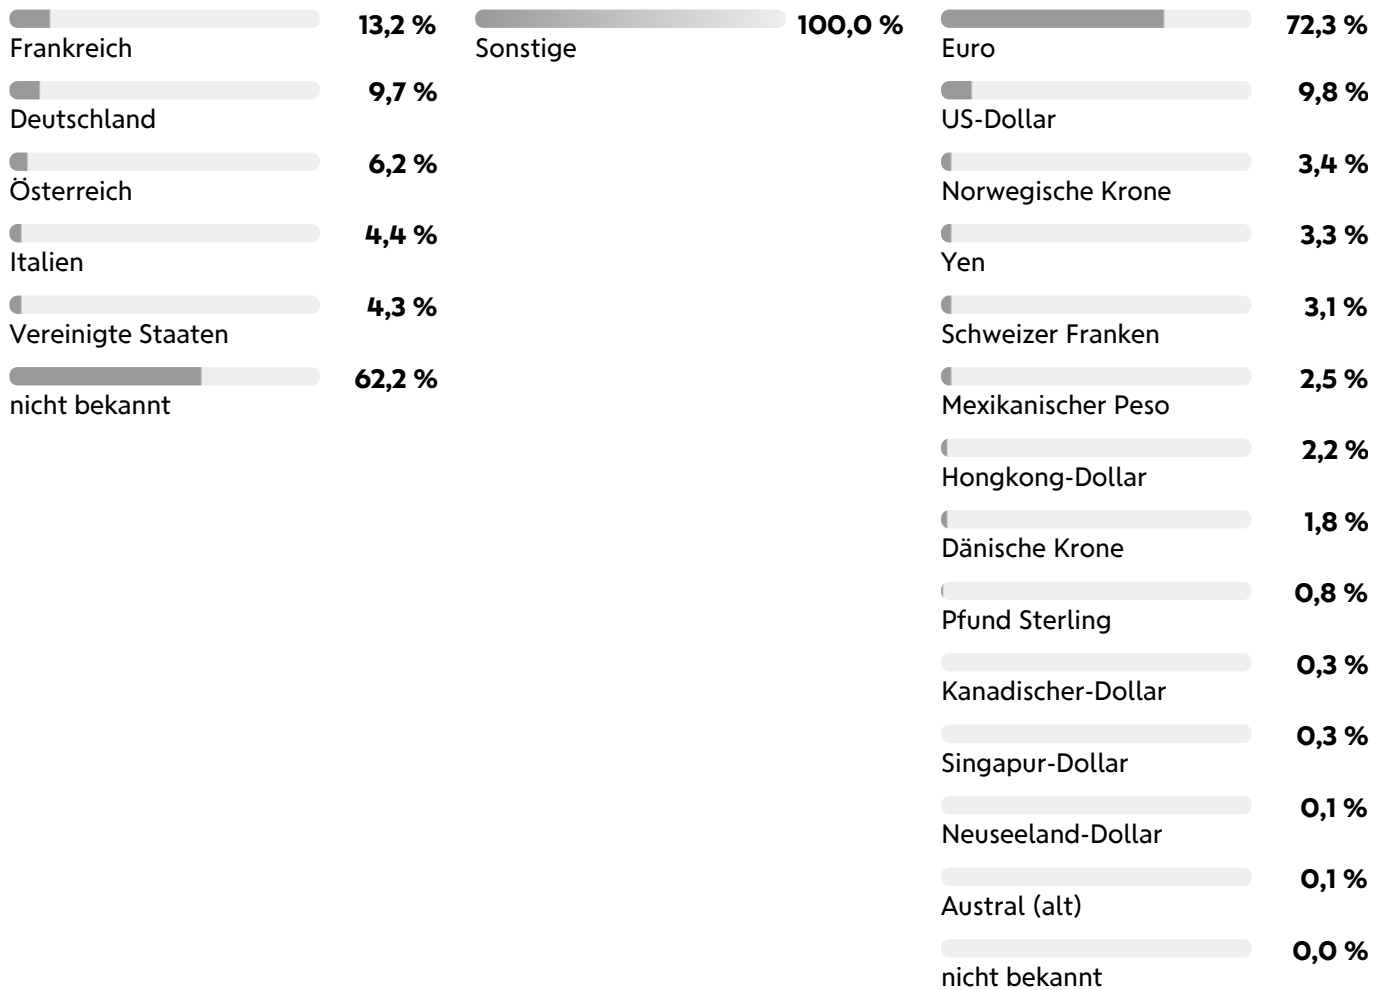 13,2 %
Frankreich
9,7 %
Deutschland
6,2 %
Österreich
4,4 %
Italien
4,3 %
Vereinigte Staaten
62,2 %
nicht bekannt
100,0 %
Sonstige
72,3 %
Euro
9,8 %
US-Dollar
3,4 %
Norwegische Krone
3,3 %
Yen
3,1 %
Schweizer Franken
2,5 %
Mexikanischer Peso
2,2 %
Hongkong-Dollar
1,8 %
Dänische Krone
0,8 %
Pfund Sterling
0,3 %
Kanadischer-Dollar
0,3 %
Singapur-Dollar
0,1 %
Neuseeland-Dollar
0,1 %
Austral (alt)
0,0 %
nicht bekannt